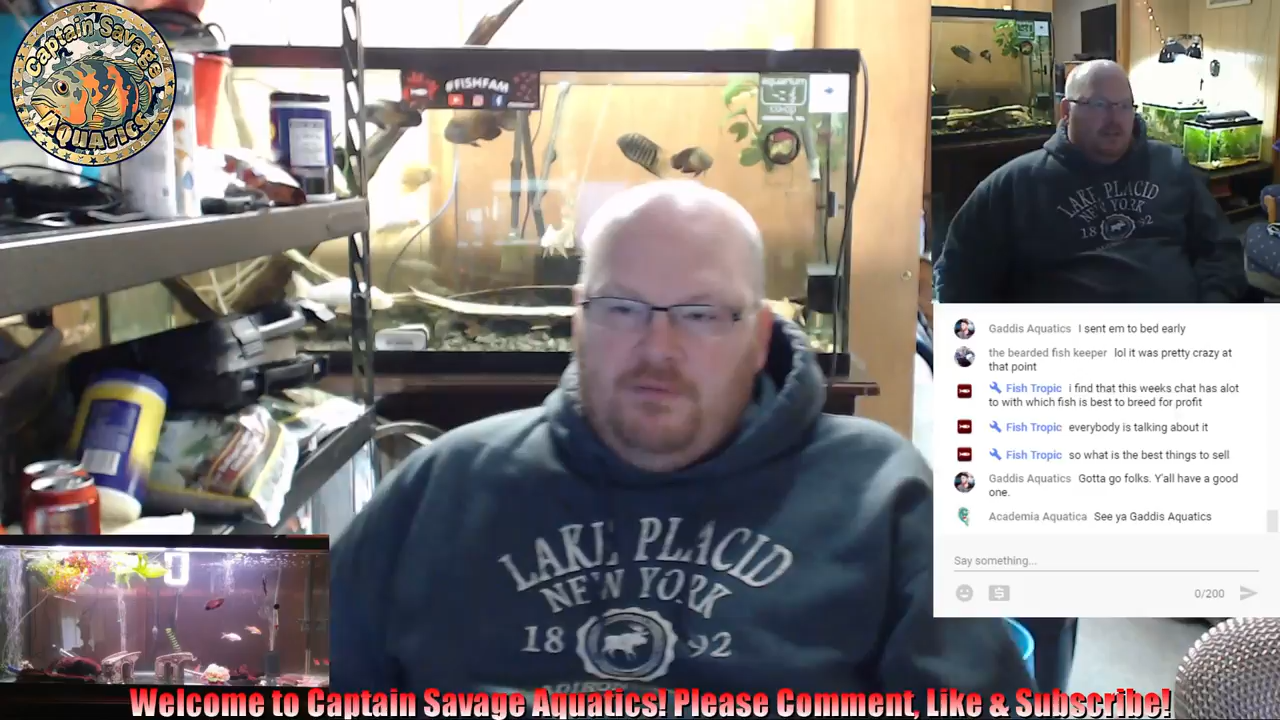 Captain Savage
AQUATICS
#FISHFAM
aquarium
CO-OP
LAKE PLACID
NEW YORK
18 92
LAKE PLACID
NEW YORK
18 92
Gaddis Aquatics I sent em to bed early
the bearded fish keeper lol it was pretty crazy at
that point
Fish Tropic i find that this weeks chat has alot
to with which fish is best to breed for profit
Fish Tropic everybody is talking about it
Fish Tropic so what is the best things to sell
Gaddis Aquatics Gotta go folks. Y'all have a good
one.
Academia Aquatica See ya Gaddis Aquatics
Say something...
0/200
Welcome to Captain Savage Aquatics! Please Comment, Like & Subscribe!